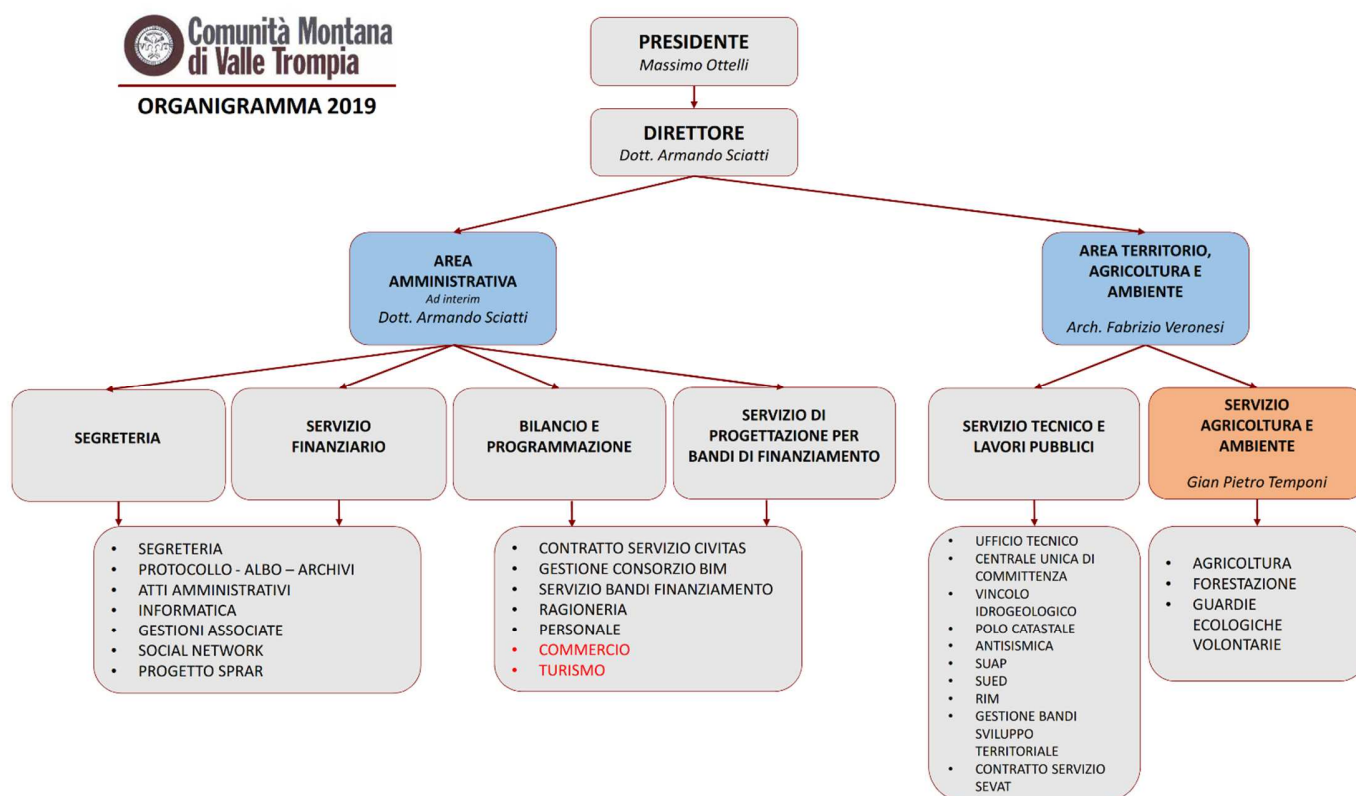 Comunità Montana
di Valle Trompia
ORGANIGRAMMA 2019
PRESIDENTE
Massimo Ottelli
DIRETTORE
Dott. Armando Sciatti
AREA
AMMINISTRATIVA
Ad interim
Dott. Armando Sciatti
AREA TERRITORIO,
AGRICOLTURA E
AMBIENTE
Arch. Fabrizio Veronesi
SEGRETERIA
SERVIZIO
FINANZIARIO
BILANCIO E
PROGRAMMAZIONE
SERVIZIO DI
PROGETTAZIONE PER
BANDI DI FINANZIAMENTO
SERVIZIO TECNICO E
LAVORI PUBBLICI
SERVIZIO
AGRICOLTURA E
AMBIENTE
Gian Pietro Temponi
• SEGRETERIA
• PROTOCOLLO - ALBO – ARCHIVI
• ATTI AMMINISTRATIVI
• INFORMATICA
• GESTIONI ASSOCIATE
• SOCIAL NETWORK
• PROGETTO SPRAR
• CONTRATTO SERVIZIO CIVITAS
• GESTIONE CONSORZIO BIM
• SERVIZIO BANDI FINANZIAMENTO
• RAGIONERIA
• PERSONALE
• COMMERCIO
• TURISMO
• UFFICIO TECNICO
• CENTRALE UNICA DI
COMMITTENZA
• VINCOLO
IDROGEOLOGICO
• POLO CATASTALE
• ANTISISMICA
• SUAP
• SUED
• RIM
• GESTIONE BANDI
SVILUPPO
TERRITORIALE
• CONTRATTO SERVIZIO
SEVAT
• AGRICOLTURA
• FORESTAZIONE
• GUARDIE
ECOLOGICHE
VOLONTARIE